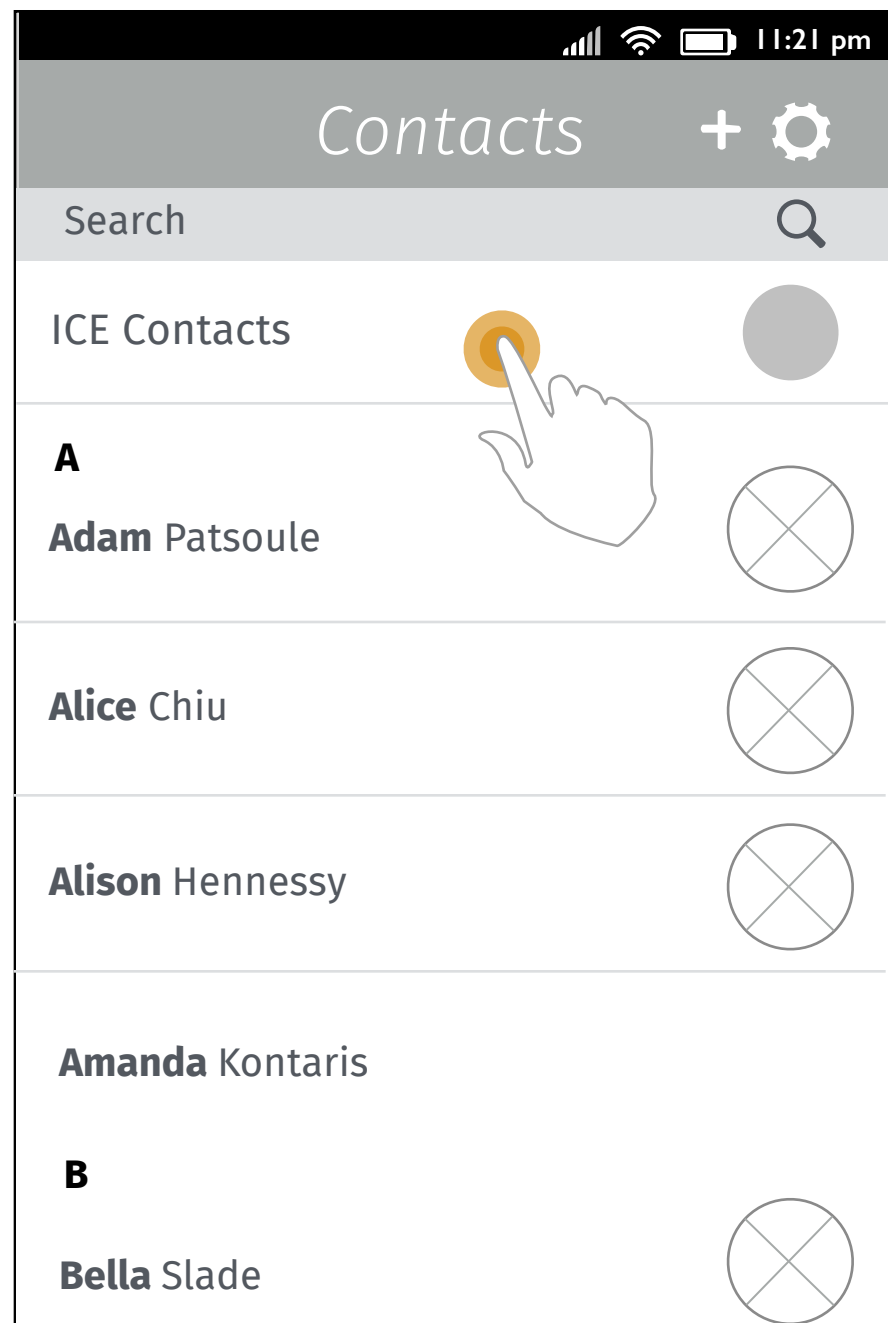 11:21 pm
Contacts
Search
ICE Contacts
A
Adam Patsoule
Alice Chiu
Alison Hennessy
Amanda Kontaris
B
Bella Slade